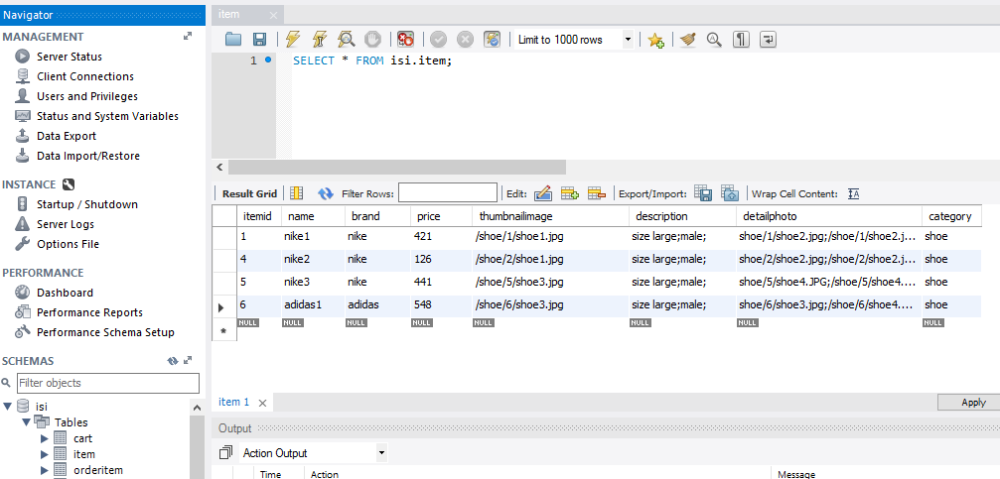 Navigator
MANAGEMENT
Server Status
Client Connections
Users and Privileges
Status and System Variables
Data Export
Data Import/Restore
INSTANCE
Startup / Shutdown
Server Logs
Options File
PERFORMANCE
Dashboard
Performance Reports
Performance Schema Setup
SCHEMAS
Filter objects
isi
Tables
cart
item
orderitem
item
Limit to 1000 rows
1 SELECT * FROM isi.item;
Result Grid Filter Rows: Edit: Export/Import: Wrap Cell Content: IA
itemid name brand price thumbnailimage description detailphoto category
1 nike1 nike 421 /shoe/1/shoe1.jpg size large;male; shoe/1/shoe2.jpg;/shoe/1/shoe2.j... shoe
4 nike2 nike 126 /shoe/2/shoe1.jpg size large;male; shoe/2/shoe2.jpg;/shoe/2/shoe2.j... shoe
5 nike3 nike 441 /shoe/5/shoe3.jpg size large;male; shoe/5/shoe4.JPG;/shoe/5/shoe4.... shoe
6 adidas1 adidas 548 /shoe/6/shoe3.jpg size large;male; shoe/6/shoe3.jpg;/shoe/6/shoe4.... shoe
* NULL NULL NULL NULL NULL NULL NULL NULL
item 1
Apply
Output
Action Output
Time Action Message